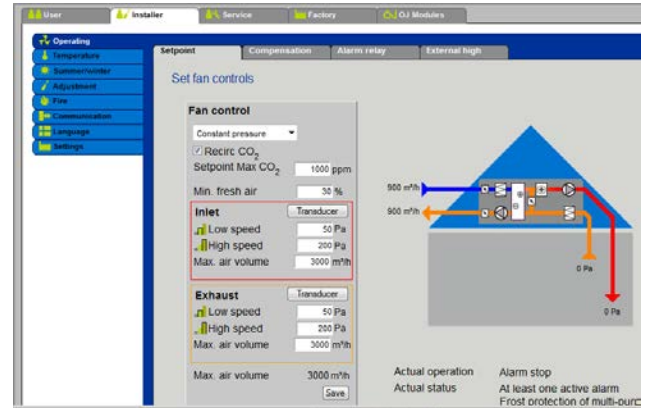 User Installer Service Factory OJ Modules
Operating
Temperature
Summer/winter
Adjustment
Fire
Communication
Language
Settings
Setpoint Compensation Alarm relay External high
Set fan controls
Fan control
Constant pressure
Recirc CO2
Setpoint Max CO2 1000 ppm
Min. fresh air 30 %
Inlet Transducer
Low speed 50 Pa
High speed 200 Pa
Max. air volume 3000 m³/h
Exhaust Transducer
Low speed 50 Pa
High speed 200 Pa
Max. air volume 3000 m³/h
Max. air volume 3000 m³/h
Save
900 m³/h
900 m³/h
0 Pa
0 Pa
Actual operation Alarm stop
Actual status At least one active alarm
Frost protection of multi-purp